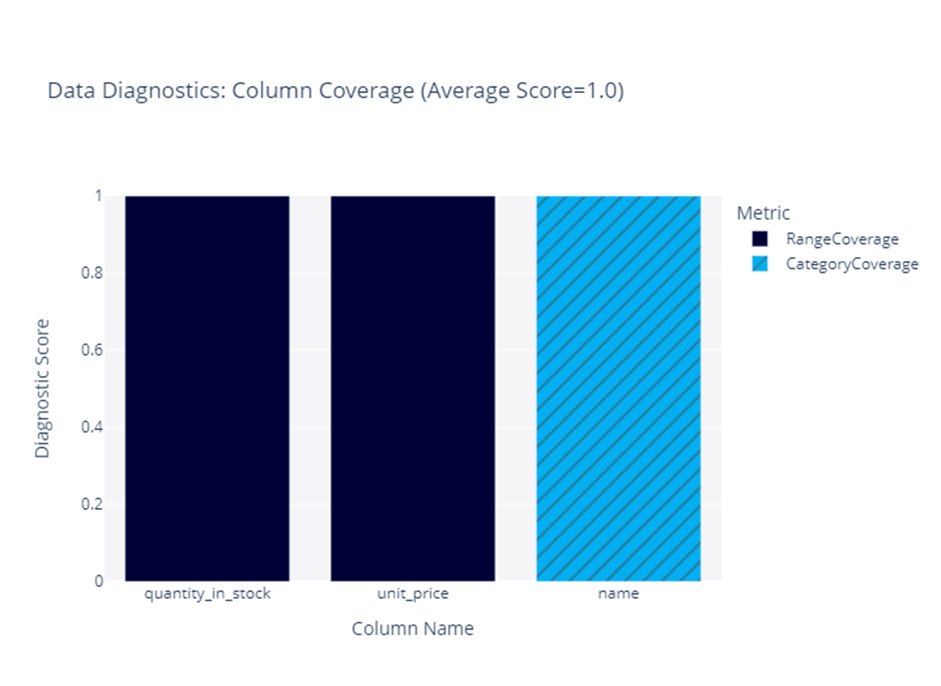 Data Diagnostics: Column Coverage (Average Score=1.0)
Metric
RangeCoverage
CategoryCoverage
Diagnostic Score
1
0.8
0.6
0.4
0.2
0
quantity_in_stock
unit_price
name
Column Name